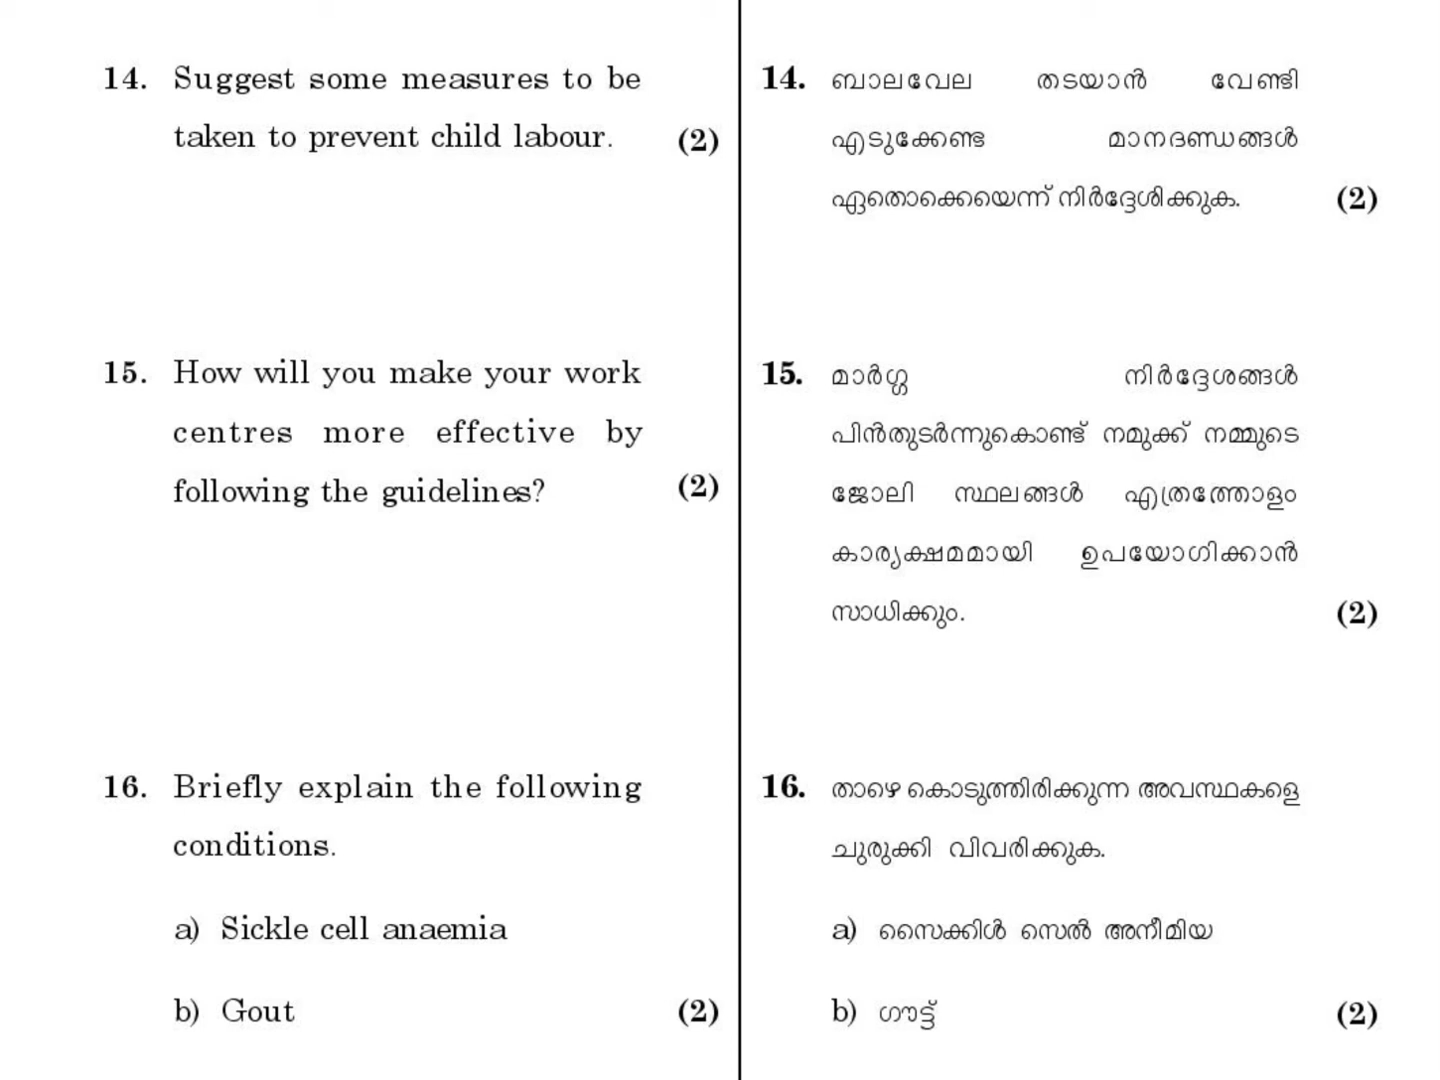 14. Suggest some measures to be
taken to prevent child labour. (2)
15. How will you make your work
centres more effective by
following the guidelines? (2)
16. Briefly explain the following
conditions.
a) Sickle cell anaemia
b) Gout (2)
14. ബാലവേല തടയാൻ വേണ്ടി
എടുക്കേണ്ട മാനദണ്ഡങ്ങൾ
ഏതൊക്കെയെന്ന് നിർദ്ദേശിക്കുക. (2)
15. മാർഗ്ഗ നിർദ്ദേശങ്ങൾ
പിൻതുടർന്നുകൊണ്ട് നമുക്ക് നമ്മുടെ
ജോലി സ്ഥലങ്ങൾ എത്രത്തോളം
കാര്യക്ഷമമായി ഉപയോഗിക്കാൻ
സാധിക്കും. (2)
16. താഴെ കൊടുത്തിരിക്കുന്ന അവസ്ഥകളെ
ചുരുക്കി വിവരിക്കുക.
a) സൈക്കിൾ സെൽ അനീമിയ
b) ഗൗട്ട് (2)